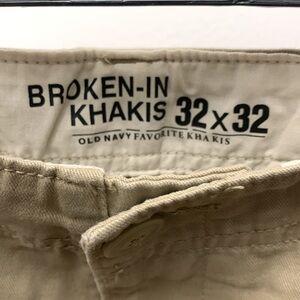 BROKEN-IN
KHAKIS 32x32
OLD NAVY FAVORITE KHAKIS